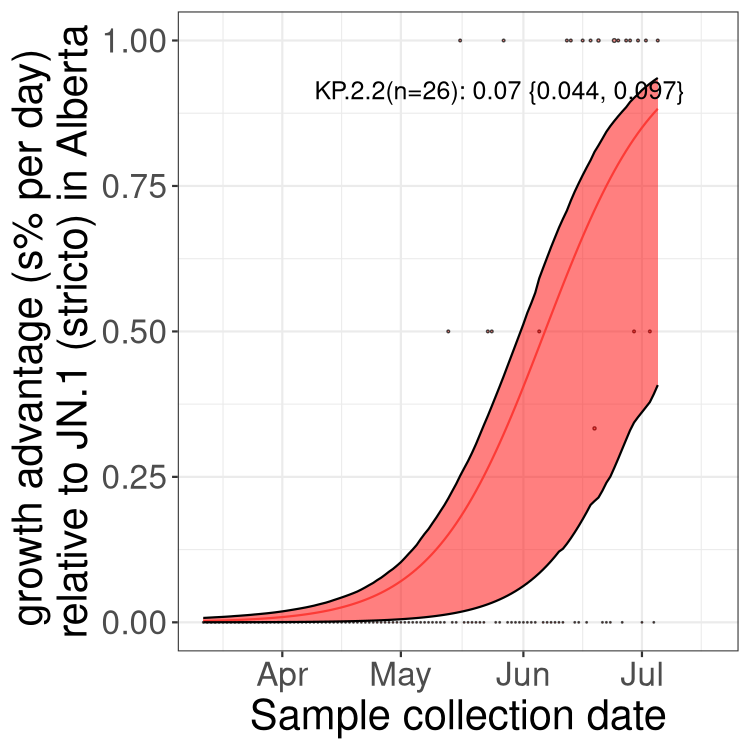 growth advantage (s% per day)
relative to JN.1 (stricto) in Alberta
1.00
0.75
0.50
0.25
0.00
KP.2.2(n=26): 0.07 {0.044, 0.097}
Apr May Jun Jul
Sample collection date